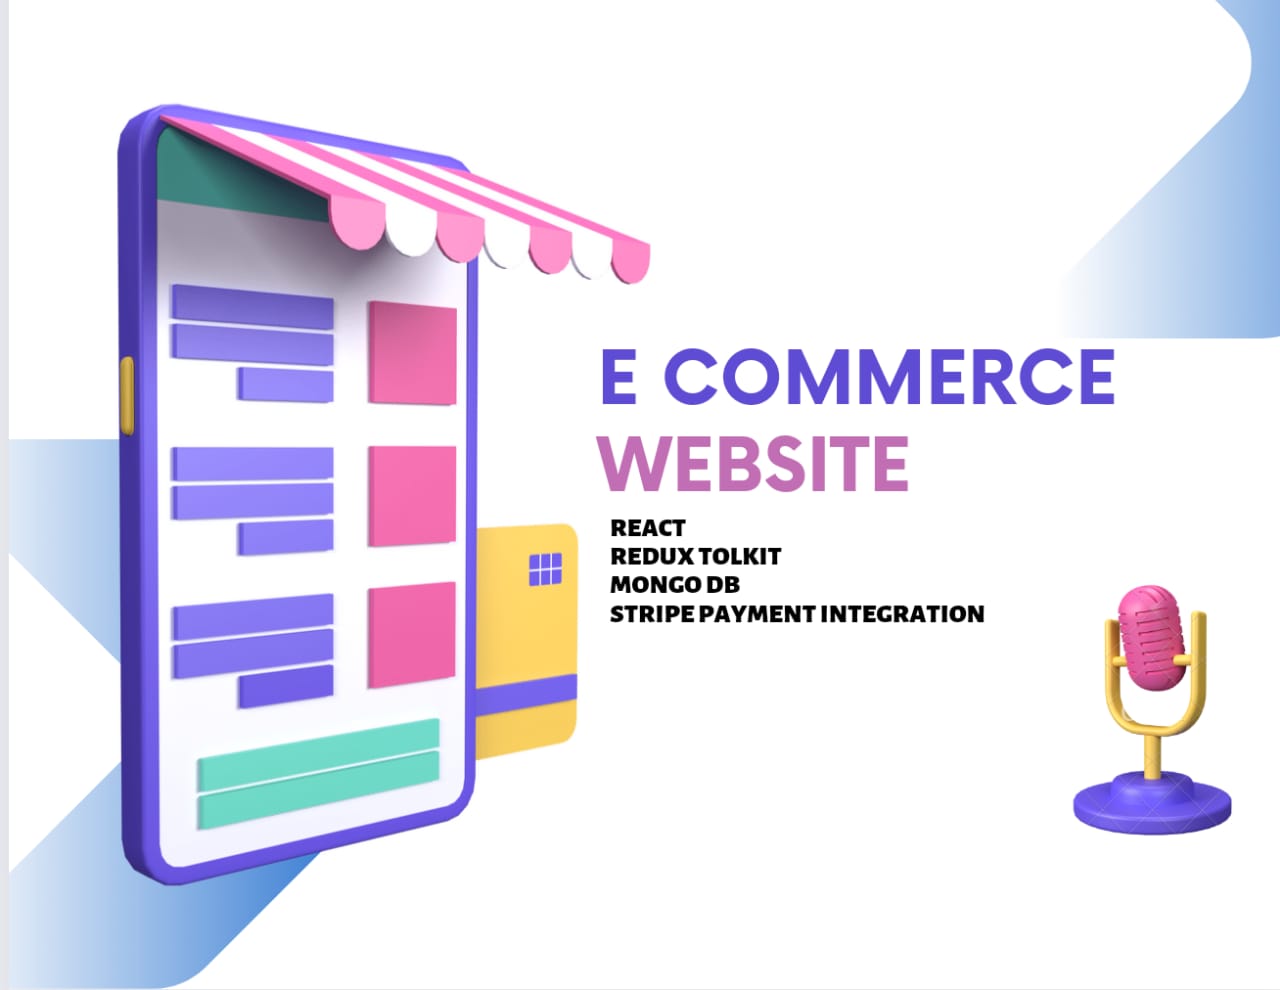 E COMMERCE
WEBSITE
REACT
REDUX TOLKIT
MONGO DB
STRIPE PAYMENT INTEGRATION